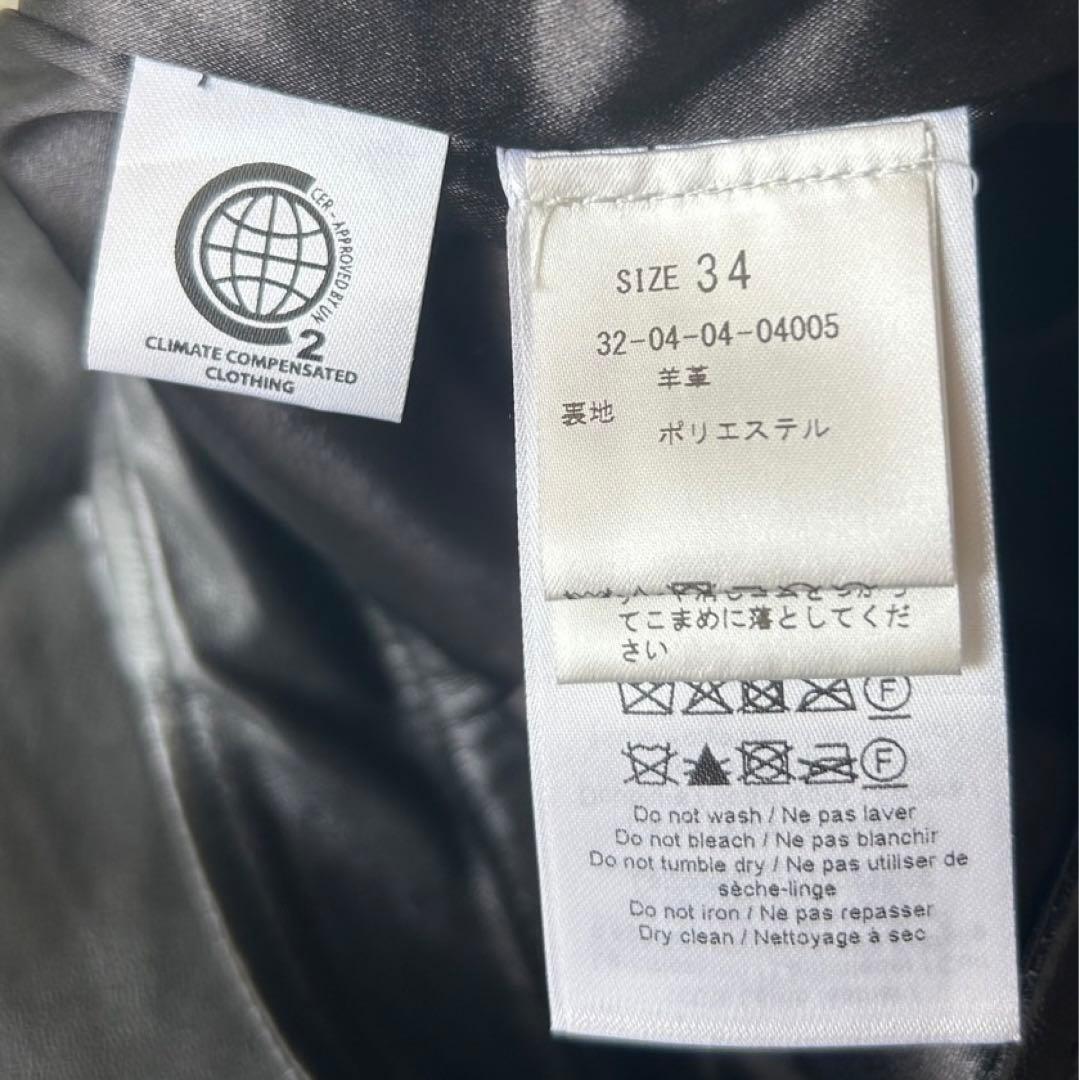 CER - APPROVED BY UN
2
CLIMATE COMPENSATED
CLOTHING
SIZE 34
32-04-04-04005
羊革
裏地
ポリエステル
てこまめに落としてくだ
さい
F
F
Do not wash / Ne pas laver
Do not bleach / Ne pas blanchir
Do not tumble dry / Ne pas utiliser de
sèche-linge
Do not iron / Ne pas repasser
Dry clean / Nettoyage à sec